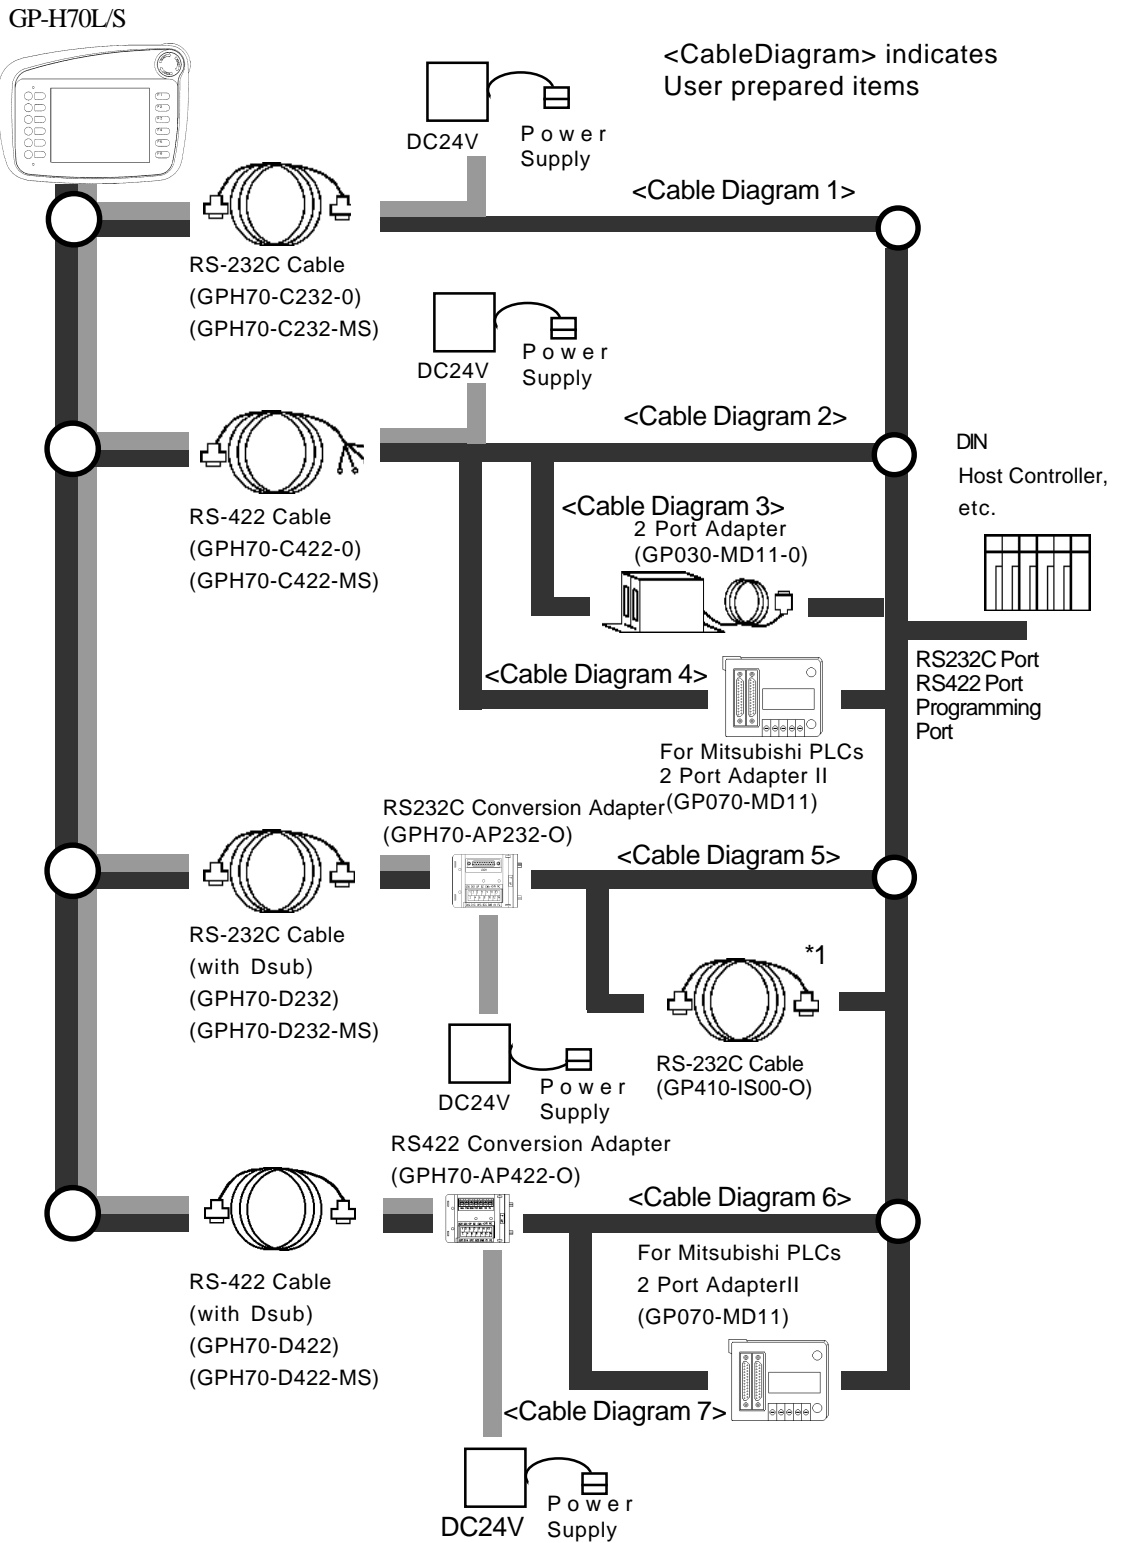 GP-H70L/S
<CableDiagram> indicates
User prepared items
DC24V
Power
Supply
<Cable Diagram 1>
RS-232C Cable
(GPH70-C232-0)
(GPH70-C232-MS)
DC24V
Power
Supply
<Cable Diagram 2>
DIN
Host Controller,
etc.
RS-422 Cable
(GPH70-C422-0)
(GPH70-C422-MS)
<Cable Diagram 3>
2 Port Adapter
(GP030-MD11-0)
<Cable Diagram 4>
RS232C Port
RS422 Port
Programming
Port
For Mitsubishi PLCs
2 Port Adapter II
(GP070-MD11)
RS232C Conversion Adapter
(GPH70-AP232-O)
<Cable Diagram 5>
RS-232C Cable
(with Dsub)
(GPH70-D232)
(GPH70-D232-MS)
*1
RS-232C Cable
(GP410-IS00-O)
DC24V
Power
Supply
RS422 Conversion Adapter
(GPH70-AP422-O)
<Cable Diagram 6>
RS-422 Cable
(with Dsub)
(GPH70-D422)
(GPH70-D422-MS)
For Mitsubishi PLCs
2 Port AdapterII
(GP070-MD11)
<Cable Diagram 7>
DC24V
Power
Supply